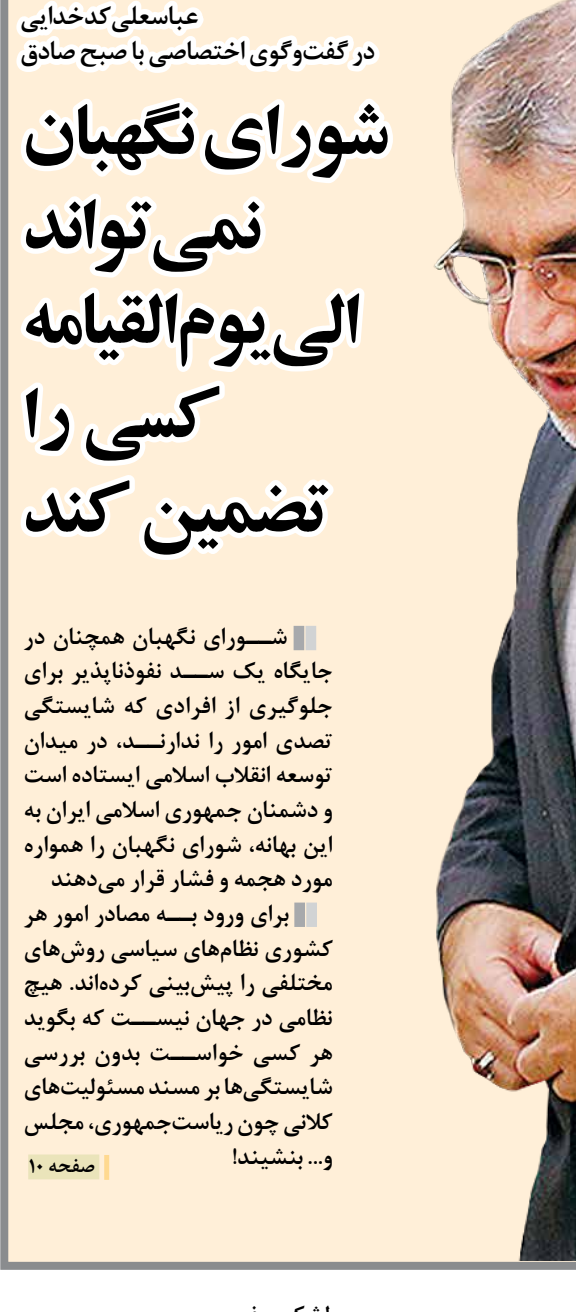 عباسعلی کدخدایی
در گفت‌وگوی اختصاصی با صبح صادق
شورای نگهبان
نمی‌تواند
الی یوم‌القیامه
کسی را
تضمین کند
شورای نگهبان همچنان در
جایگاه یک سد نفوذناپذیر برای
جلوگیری از افرادی که شایستگی
تصدی امور را ندارند، در میدان
توسعه انقلاب اسلامی ایستاده است
و دشمنان جمهوری اسلامی ایران به
این بهانه، شورای نگهبان را همواره
مورد هجمه و فشار قرار می‌دهند
برای ورود به مصادر امور هر
کشوری نظام‌های سیاسی روش‌های
مختلفی را پیش‌بینی کرده‌اند. هیچ
نظامی در جهان نیست که بگوید
هر کسی خواست بدون بررسی
شایستگی‌ها بر مسند مسئولیت‌های
کلانی چون ریاست‌جمهوری، مجلس
و... بنشیند!
صفحه ۱۰